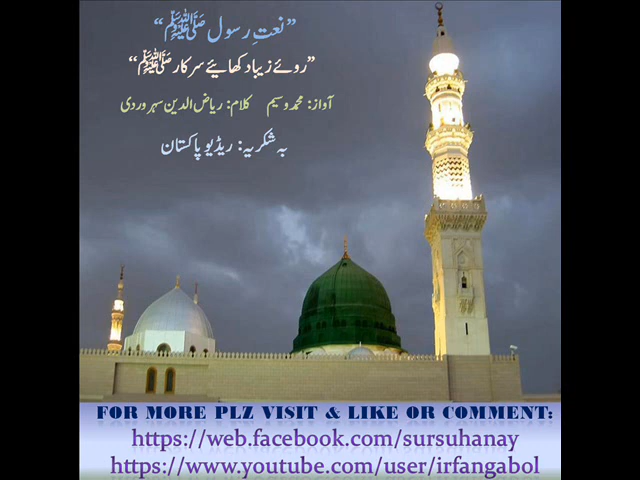 ”نعتِ رسول ﷺ“
”روئے زیبا دکھائیے سرکار ﷺ“
آواز: محمد وسیم کلام: ریاض الدین سہروردی
بہ شکریہ: ریڈیو پاکستان
FOR MORE PLZ VISIT & LIKE OR COMMENT:
https://web.facebook.com/sursuhanay
https://www.youtube.com/user/irfangabol